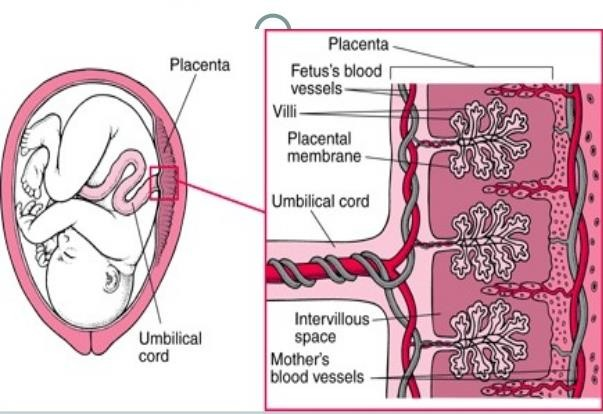 Placenta
Umbilical
cord
Placenta
Fetus's blood
vessels
Villi
Placental
membrane
Umbilical cord
Intervillous
space
Mother's
blood vessels